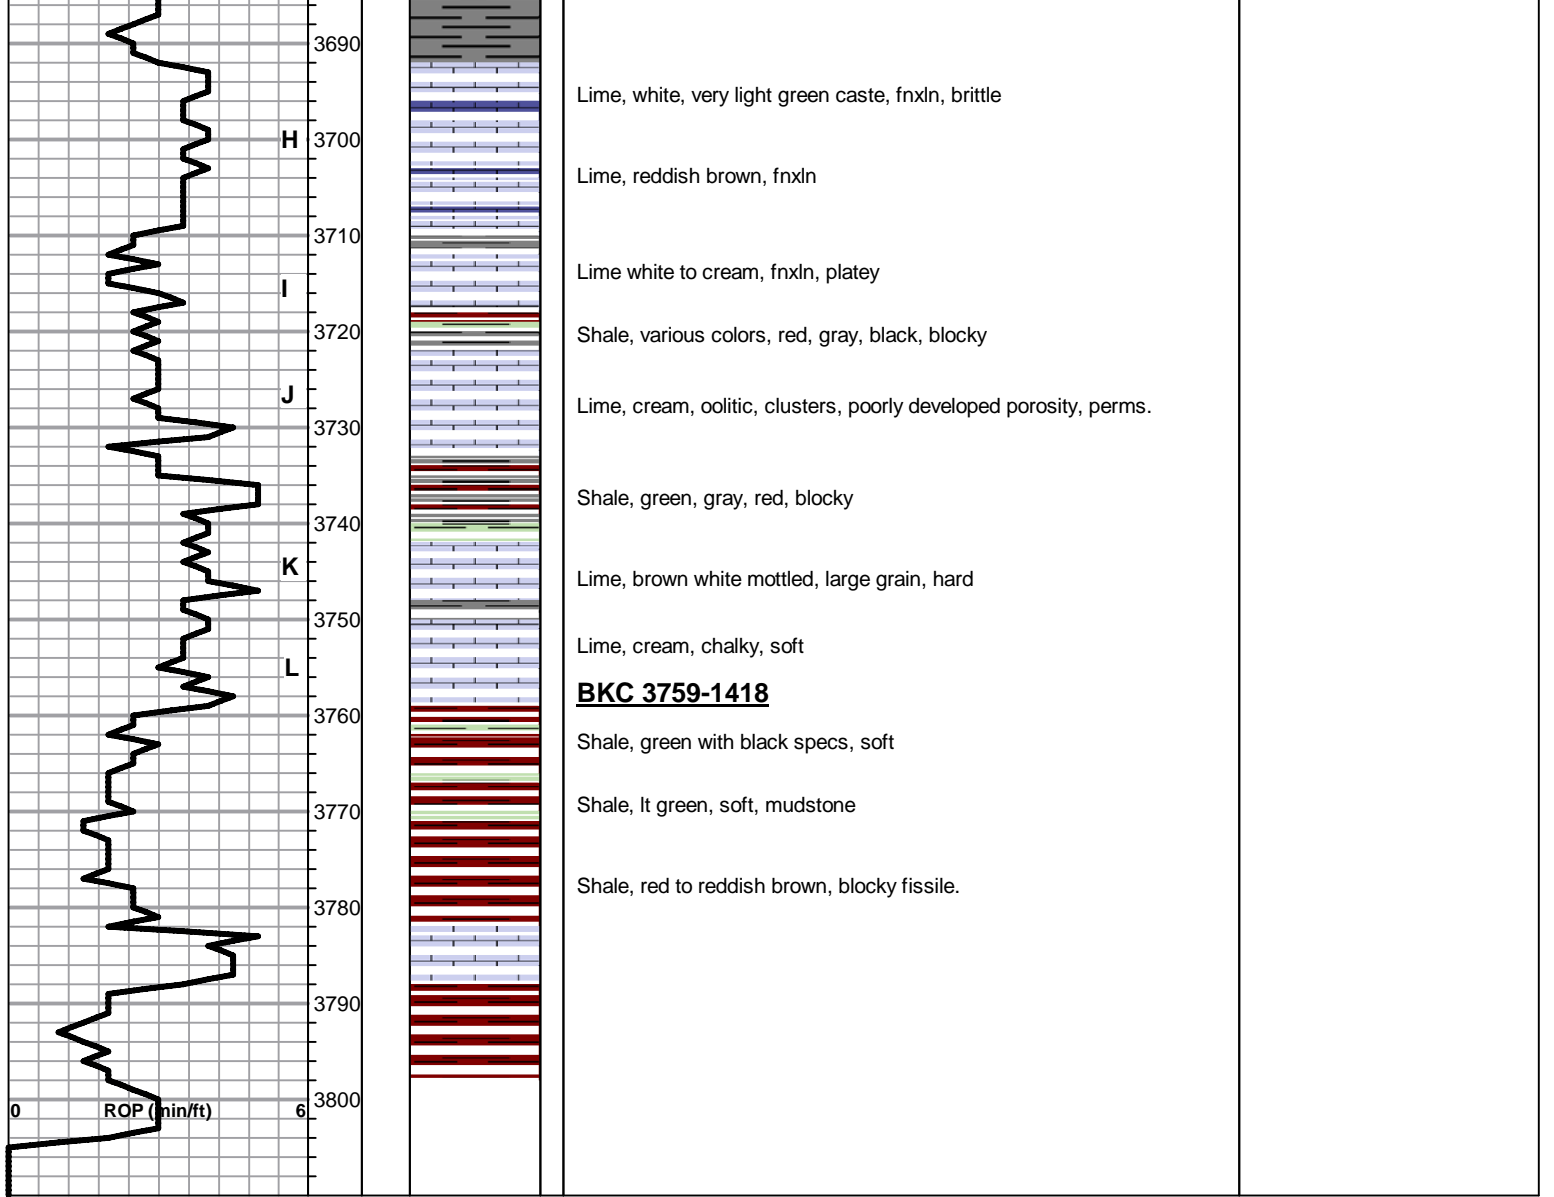 3690
Lime, white, very light green caste, fnxln, brittle
H 3700
Lime, reddish brown, fnxln
3710
Lime white to cream, fnxln, platey
I
3720
Shale, various colors, red, gray, black, blocky
J
Lime, cream, oolitic, clusters, poorly developed porosity, perms.
3730
Shale, green, gray, red, blocky
3740
K
Lime, brown white mottled, large grain, hard
3750
Lime, cream, chalky, soft
L
BKC 3759-1418
3760
Shale, green with black specs, soft
Shale, lt green, soft, mudstone
3770
Shale, red to reddish brown, blocky fissile.
3780
3790
3800
0 ROP (min/ft) 6